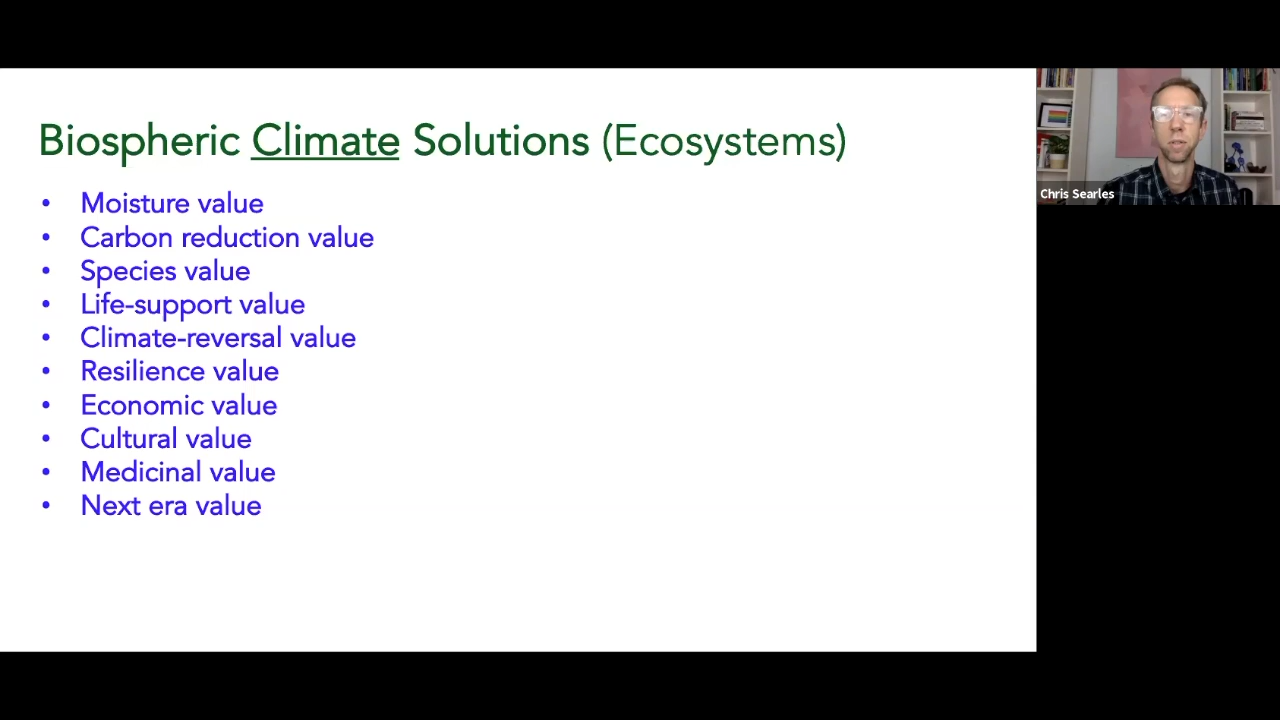 Biospheric Climate Solutions (Ecosystems)
• Moisture value
• Carbon reduction value
• Species value
• Life-support value
• Climate-reversal value
• Resilience value
• Economic value
• Cultural value
• Medicinal value
• Next era value
Chris Searles